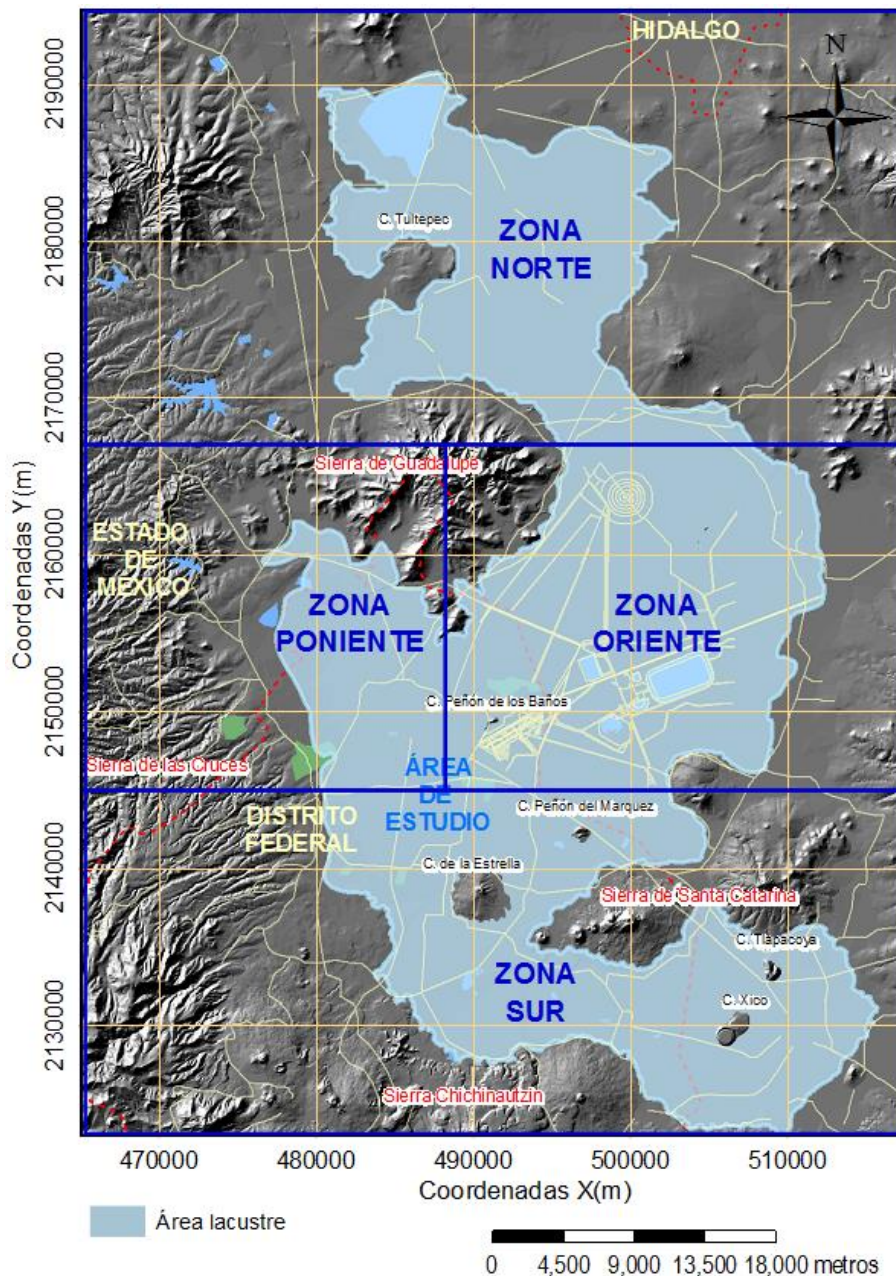 HIDALGO
N
2190000
C. Tultepec
ZONA
NORTE
2180000
2170000
Sierra de Guadalupe
ESTADO
DE
MEXICO
2160000
ZONA
PONIENTE
ZONA
ORIENTE
Coordenadas Y(m)
C. Peñón de los Baños
2150000
Sierra de las Cruces
ÁREA
DE
ESTUDIO
DISTRITO
FEDERAL
C. Peñón del Marquez
2140000
C. de la Estrella
Sierra de Santa Catarina
C. Tlapacoya
ZONA
SUR
C. Xico
2130000
Sierra Chichinautzin
470000 480000 490000 500000 510000
Coordenadas X(m)
Área lacustre
0 4,500 9,000 13,500 18,000 metros